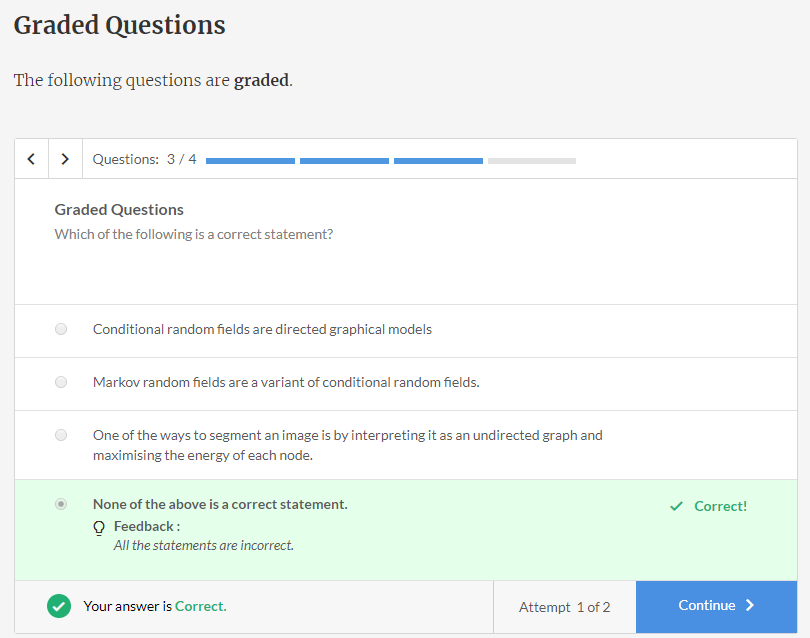 Graded Questions
The following questions are graded.
Questions: 3 / 4
Graded Questions
Which of the following is a correct statement?
Conditional random fields are directed graphical models
Markov random fields are a variant of conditional random fields.
One of the ways to segment an image is by interpreting it as an undirected graph and
maximising the energy of each node.
None of the above is a correct statement.
Correct!
Feedback :
All the statements are incorrect.
Your answer is Correct.
Attempt 1 of 2
Continue